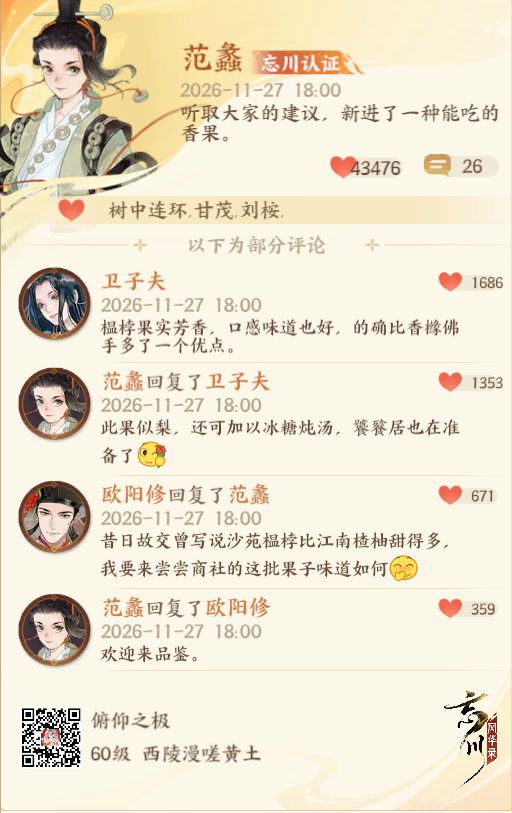 范蠡 忘川认证
2026-11-27 18:00
听取大家的建议，新进了一种能吃的
香果。
43476 26
树中连环,甘茂,刘桉,
以下为部分评论
卫子夫 1686
2026-11-27 18:00
榅桲果实芳香，口感味道也好，的确比香橼佛
手多了一个优点。
范蠡回复了卫子夫 1353
2026-11-27 18:00
此果似梨，还可加以冰糖炖汤，饕餮居也在准
备了
欧阳修回复了范蠡 671
2026-11-27 18:00
昔日故交曾写说沙苑榅桲比江南楂柚甜得多，
我要来尝尝商社的这批果子味道如何
范蠡回复了欧阳修 359
2026-11-27 18:00
欢迎来品鉴。
俯仰之极
60级 西陵漫嗟黄土
忘川
风华录